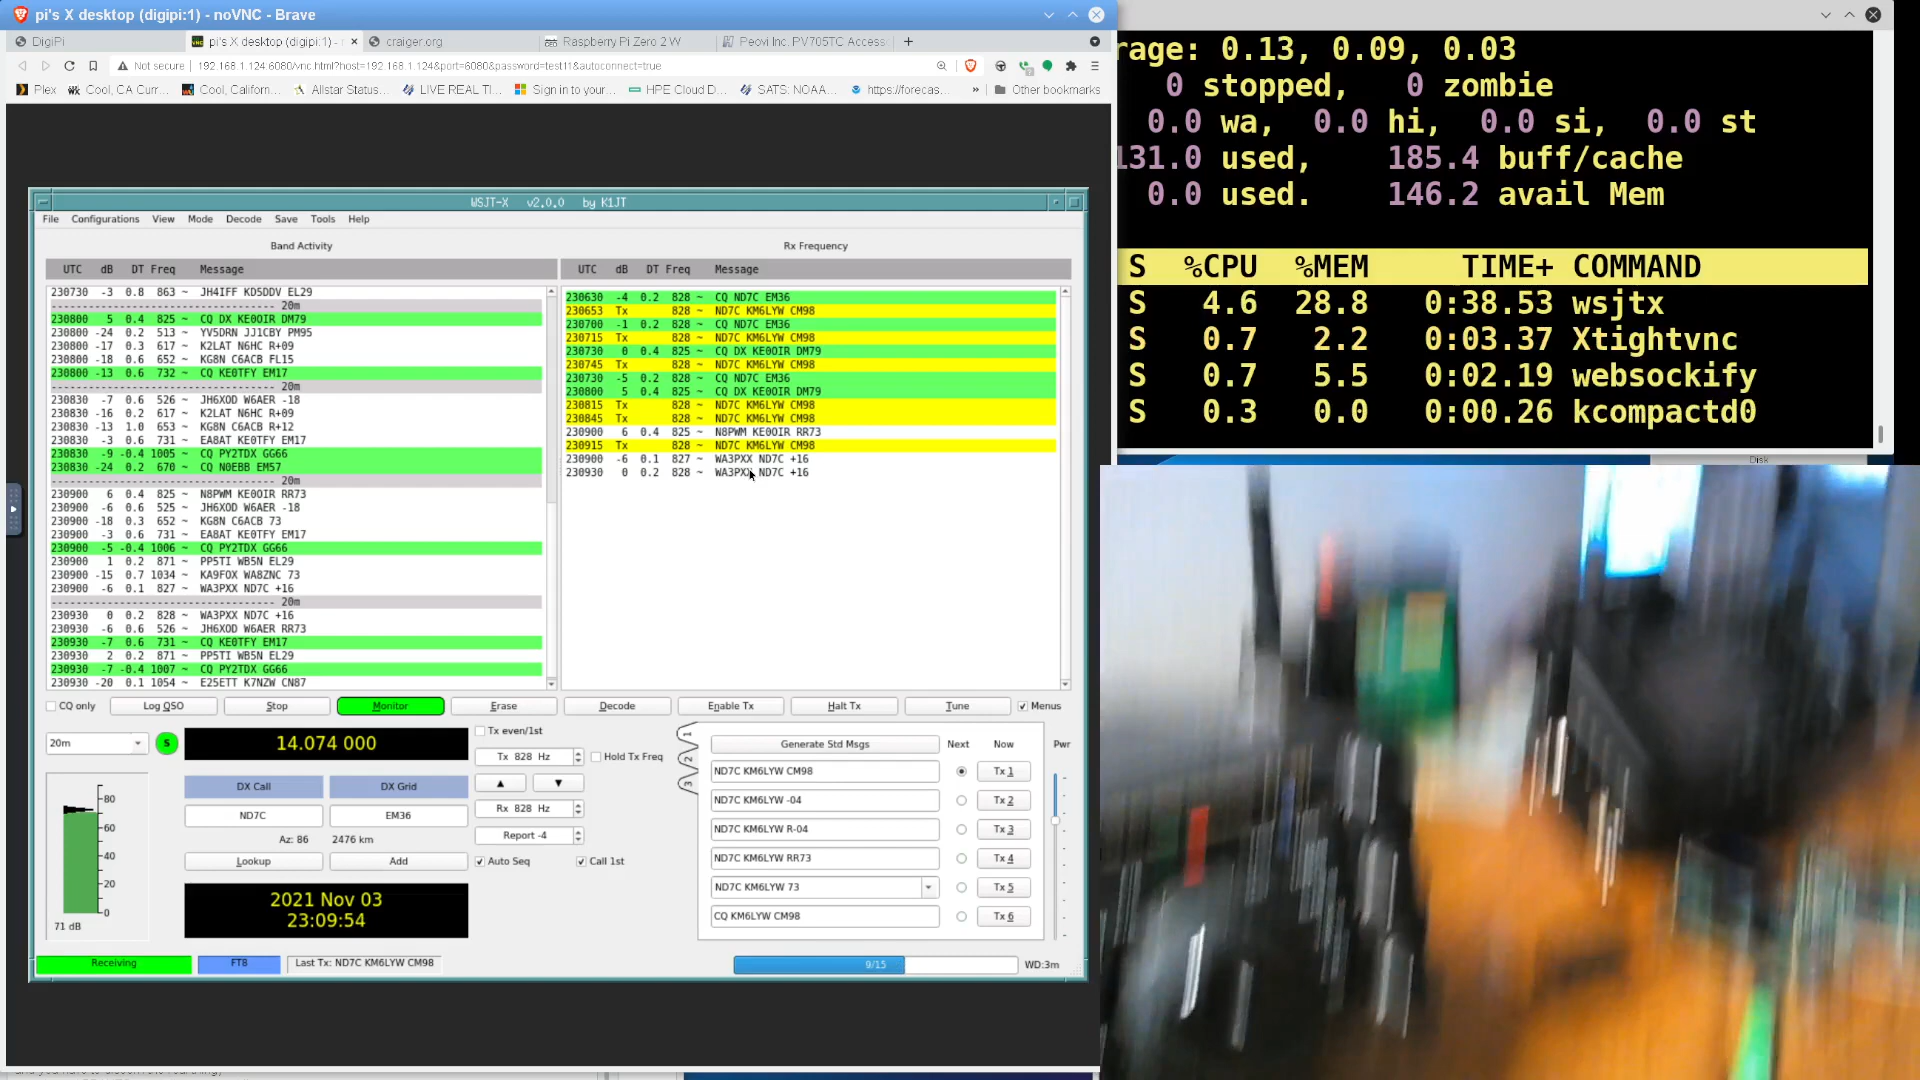 pi's X desktop (digipi:1) - noVNC - Brave
DigiPi
pi's X desktop (digipi:1) -
craiger.org
Raspberry Pi Zero 2 W
Peovi Inc. PV705TC Access
Not secure
192.168.1.124:6080/vnc.html?host=192.168.1.124&port=6080&password=test11&autoconnect=true
Plex
Cool, CA Curr...
Cool, Californ...
Allstar Status...
LIVE REAL TI...
Sign in to your...
HPE Cloud D...
SATS: NOAA...
https://forecas...
»
Other bookmarks
WSJT-X v2.0.0 by K1JT
File Configurations View Mode Decode Save Tools Help
Band Activity
UTC dB DT Freq Message
230730 -3 0.8 863 ~ JH4IFF KD5DDV EL29
---------------------------------- 20m
230800 5 0.4 825 ~ CQ DX KE0OIR DM79
230800 -24 0.2 513 ~ YV5DRN JJ1CBY PM95
230800 -17 0.3 617 ~ K2LAT N6HC R+09
230800 -18 0.6 652 ~ KG8N C6ACB FL15
230800 -13 0.6 732 ~ CQ KE0TFY EM17
---------------------------------- 20m
230830 -7 0.6 526 ~ JH6XOD W6AER -18
230830 -16 0.2 617 ~ K2LAT N6HC R+09
230830 -13 1.0 653 ~ KG8N C6ACB R+12
230830 -3 0.6 731 ~ EA8AT KE0TFY EM17
230830 -9 -0.4 1005 ~ CQ PY2TDX GG66
230830 -24 0.2 670 ~ CQ N0EBB EM57
---------------------------------- 20m
230900 6 0.4 825 ~ N8PWM KE0OIR RR73
230900 -6 0.6 525 ~ JH6XOD W6AER -18
230900 -18 0.3 652 ~ KG8N C6ACB 73
230900 -3 0.6 731 ~ EA8AT KE0TFY EM17
230900 -5 -0.4 1006 ~ CQ PY2TDX GG66
230900 1 0.2 871 ~ PP5TI WB5N EL29
230900 -15 0.7 1034 ~ KA9FOX WA8ZNC 73
230900 -6 0.1 827 ~ WA3PXX ND7C +16
---------------------------------- 20m
230930 0 0.2 828 ~ WA3PXX ND7C +16
230930 -6 0.6 526 ~ JH6XOD W6AER RR73
230930 -7 0.6 731 ~ CQ KE0TFY EM17
230930 2 0.2 871 ~ PP5TI WB5N EL29
230930 -7 -0.4 1007 ~ CQ PY2TDX GG66
230930 -20 0.1 1054 ~ E25ETT K7NZW CN87
Rx Frequency
UTC dB DT Freq Message
230630 -4 0.2 828 ~ CQ ND7C EM36
230653 Tx 828 ~ ND7C KM6LYW CM98
230700 -1 0.2 828 ~ CQ ND7C EM36
230715 Tx 828 ~ ND7C KM6LYW CM98
230730 0 0.4 825 ~ CQ DX KE0OIR DM79
230745 Tx 828 ~ ND7C KM6LYW CM98
230730 -5 0.2 828 ~ CQ ND7C EM36
230800 5 0.4 825 ~ CQ DX KE0OIR DM79
230815 Tx 828 ~ ND7C KM6LYW CM98
230845 Tx 828 ~ ND7C KM6LYW CM98
230900 6 0.4 825 ~ N8PWM KE0OIR RR73
230915 Tx 828 ~ ND7C KM6LYW CM98
230900 -6 0.1 827 ~ WA3PXX ND7C +16
230930 0 0.2 828 ~ WA3PXX ND7C +16
CQ only Log QSO Stop Monitor Erase Decode Enable Tx Halt Tx Tune Menus
20m S 14.074 000
Tx even/1st
Tx 828 Hz Hold Tx Freq
▲ ▼
Rx 828 Hz
Report -4
Auto Seq Call 1st
DX Call DX Grid
ND7C EM36
Az: 86 2476 km
Lookup Add
2021 Nov 03
23:09:54
80
60
40
20
0
71 dB
1
2
3
Generate Std Msgs Next Now Pwr
ND7C KM6LYW CM98 Tx 1
ND7C KM6LYW -04 Tx 2
ND7C KM6LYW R-04 Tx 3
ND7C KM6LYW RR73 Tx 4
ND7C KM6LYW 73 Tx 5
CQ KM6LYW CM98 Tx 6
Receiving FT8 Last Tx: ND7C KM6LYW CM98 9/15 WD:3m
rage: 0.13, 0.09, 0.03
0 stopped, 0 zombie
0.0 wa, 0.0 hi, 0.0 si, 0.0 st
131.0 used, 185.4 buff/cache
0.0 used. 146.2 avail Mem
S %CPU %MEM TIME+ COMMAND
S 4.6 28.8 0:38.53 wsjtx
S 0.7 2.2 0:03.37 Xtightvnc
S 0.7 5.5 0:02.19 websockify
S 0.3 0.0 0:00.26 kcompactd0
Disk